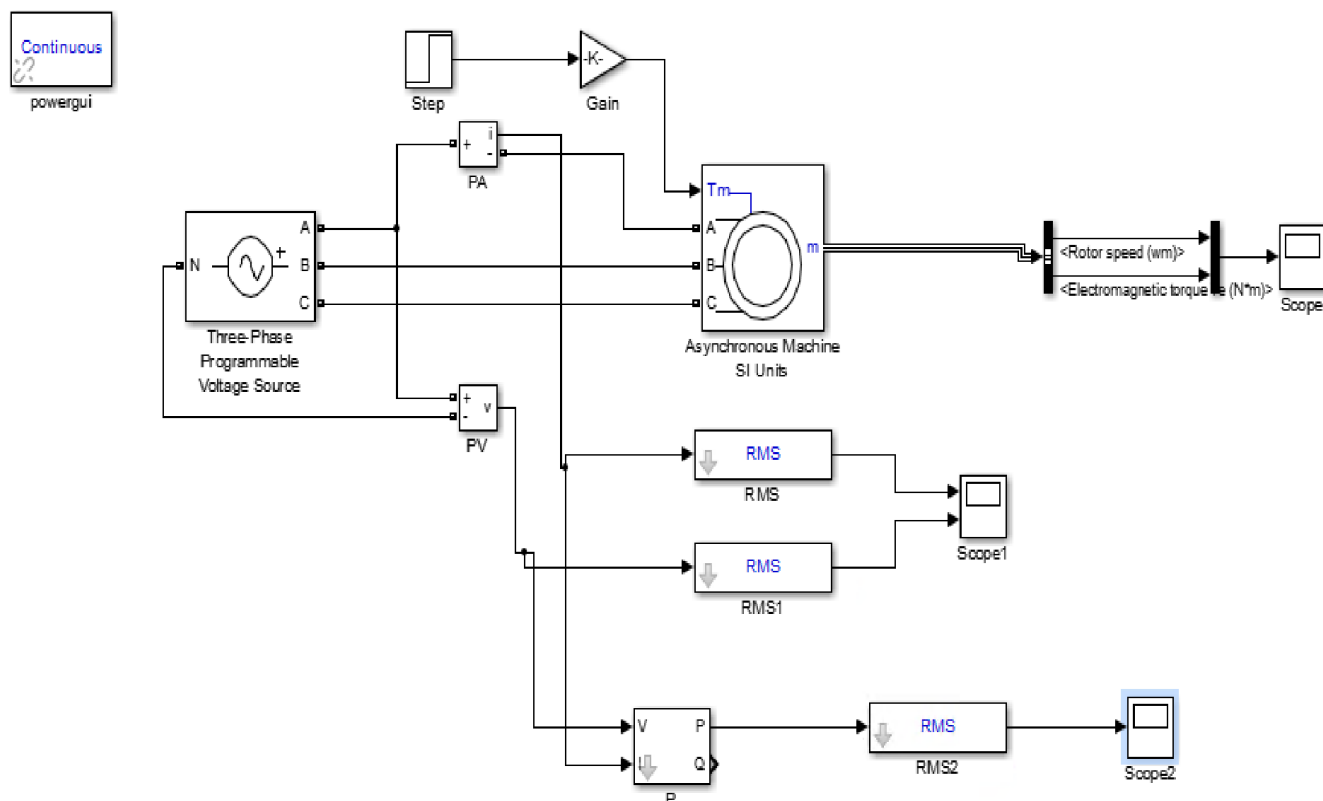 Continuous
powergui
Step
-K-
Gain
+
i
-
PA
Tm
A
B
C
m
Asynchronous Machine
SI Units
N
+
A
B
C
Three-Phase
Programmable
Voltage Source
<Rotor speed (wm)>
<Electromagnetic torque e (N*m)>
Scope
+
-
v
PV
RMS
RMS
RMS
RMS1
Scope1
V
I
P
Q
P
RMS
RMS2
Scope2